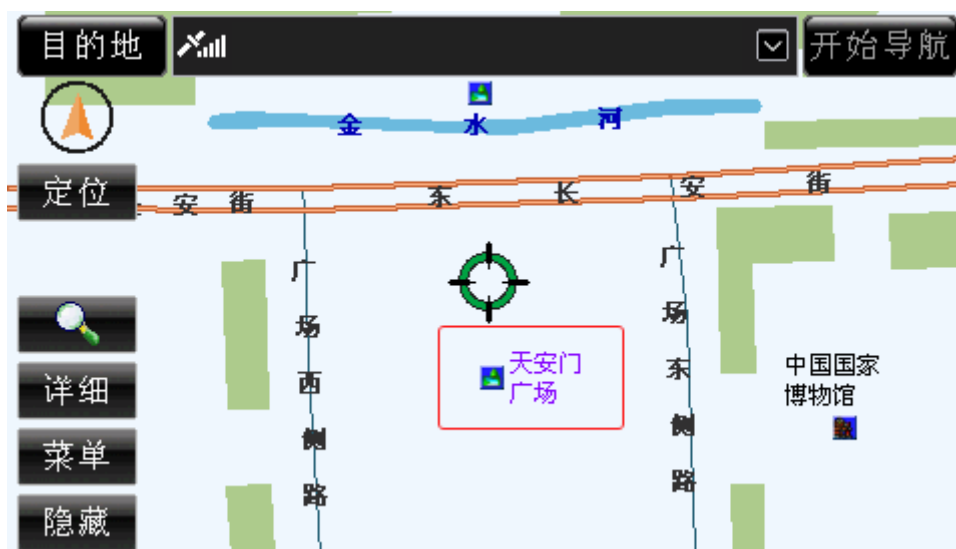 目的地
开始导航
金水河
定位
安街
东长安街
广场西侧路
广场东侧路
天安门
广场
中国国家
博物馆
详细
菜单
隐藏